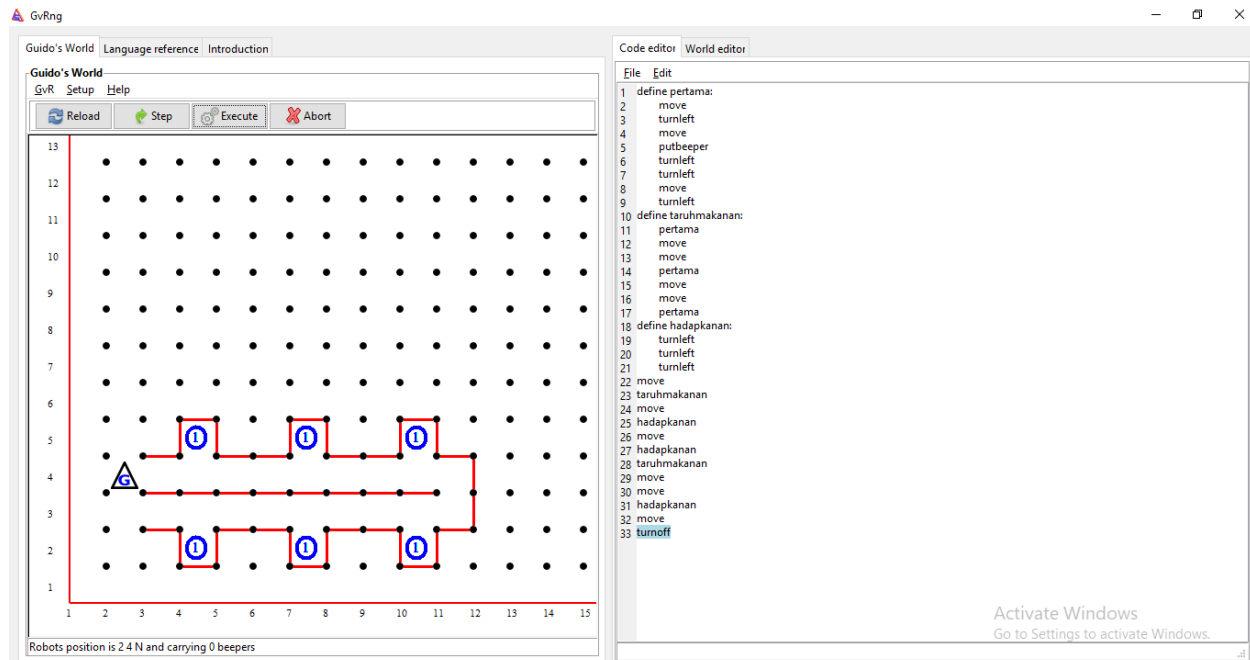 GvRng
Guido's World Language reference Introduction
Guido's World
GvR Setup Help
Reload Step Execute Abort
13
12
11
10
9
8
7
6
5
4
3
2
1
1 1 1
G
1 1 1
1 2 3 4 5 6 7 8 9 10 11 12 13 14 15
Robots position is 2 4 N and carrying 0 beepers
Code editor World editor
File Edit
1 define pertama:
2 move
3 turnleft
4 move
5 putbeeper
6 turnleft
7 turnleft
8 move
9 turnleft
10 define taruhmakanan:
11 pertama
12 move
13 move
14 pertama
15 move
16 move
17 pertama
18 define hadapkanan:
19 turnleft
20 turnleft
21 turnleft
22 move
23 taruhmakanan
24 move
25 hadapkanan
26 move
27 hadapkanan
28 taruhmakanan
29 move
30 move
31 hadapkanan
32 move
33 turnoff
Activate Windows
Go to Settings to activate Windows.